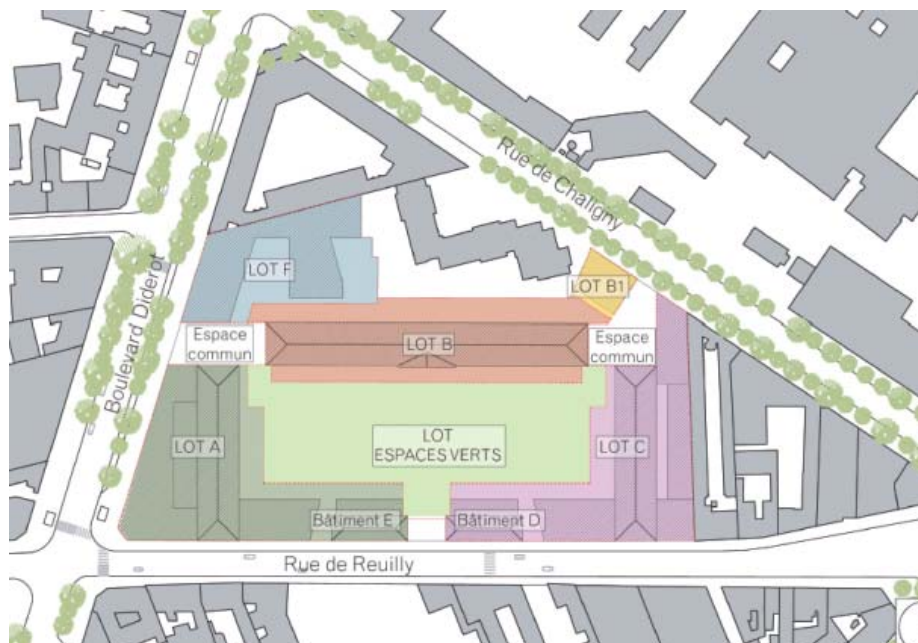 Rue de Chaligny
Boulevard Diderot
LOT F
LOT B1
Espace
commun
LOT B
Espace
commun
LOT A
LOT
ESPACES VERTS
LOT C
Bâtiment E
Bâtiment D
Rue de Reuilly